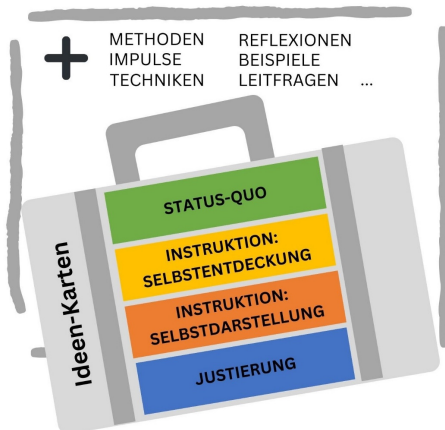 METHODEN
IMPULSE
TECHNIKEN
REFLEXIONEN
BEISPIELE
LEITFRAGEN ...
Ideen-Karten
STATUS-QUO
INSTRUKTION:
SELBSTENTDECKUNG
INSTRUKTION:
SELBSTDARSTELLUNG
JUSTIERUNG